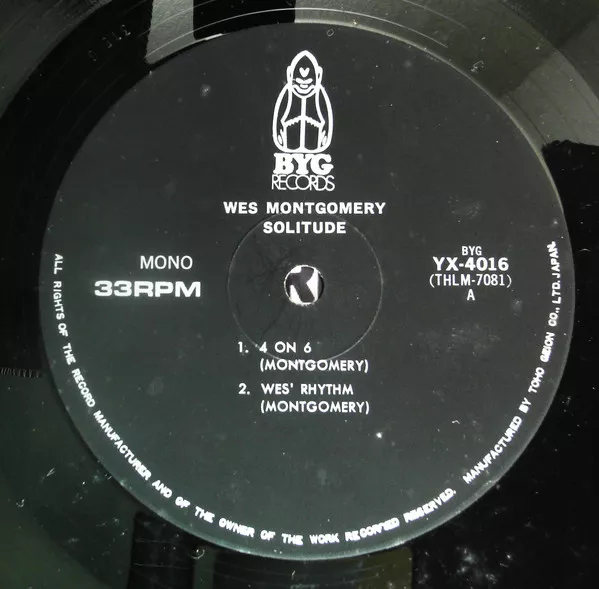 BYG
RECORDS
WES MONTGOMERY
SOLITUDE
MONO
33RPM
BYG
YX-4016
(THLM-7081)
A
1. 4 ON 6
(MONTGOMERY)
2. WES' RHYTHM
(MONTGOMERY)
ALL RIGHTS OF THE RECORD MANUFACTURER AND OF THE OWNER OF THE WORK RECORDED RESERVED. MANUFACTURED BY TOHO GEION CO., LTD. JAPAN.